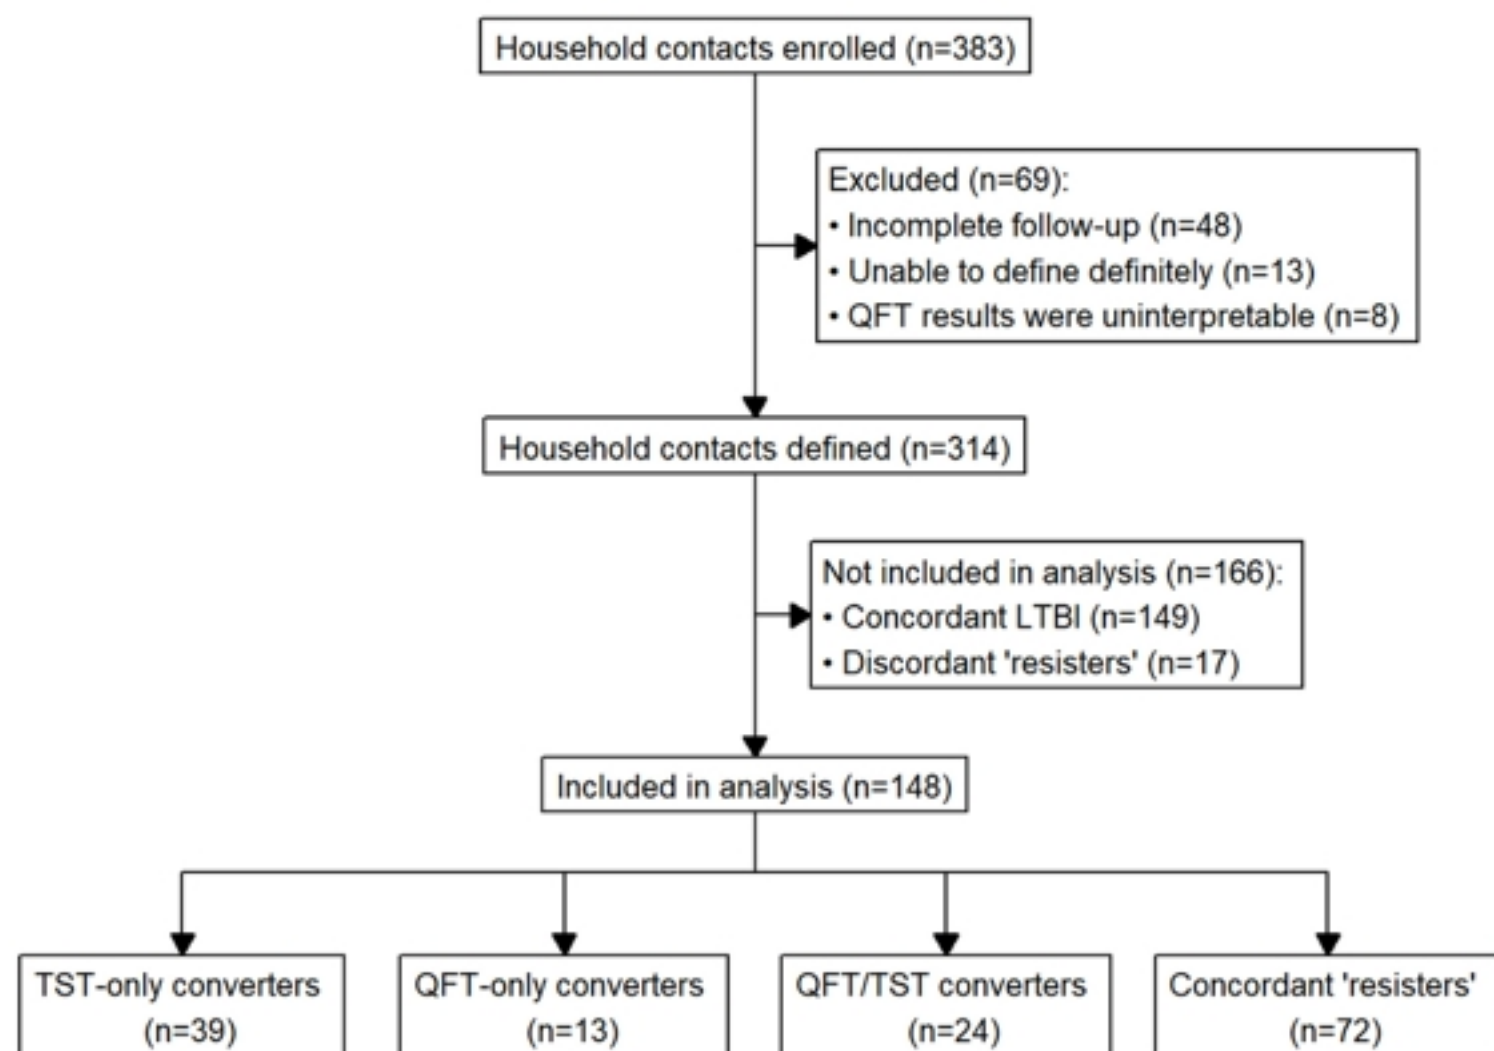 Household contacts enrolled (n=383)
Excluded (n=69):
• Incomplete follow-up (n=48)
• Unable to define definitely (n=13)
• QFT results were uninterpretable (n=8)
Household contacts defined (n=314)
Not included in analysis (n=166):
• Concordant LTBI (n=149)
• Discordant 'resisters' (n=17)
Included in analysis (n=148)
TST-only converters
(n=39)
QFT-only converters
(n=13)
QFT/TST converters
(n=24)
Concordant 'resisters'
(n=72)